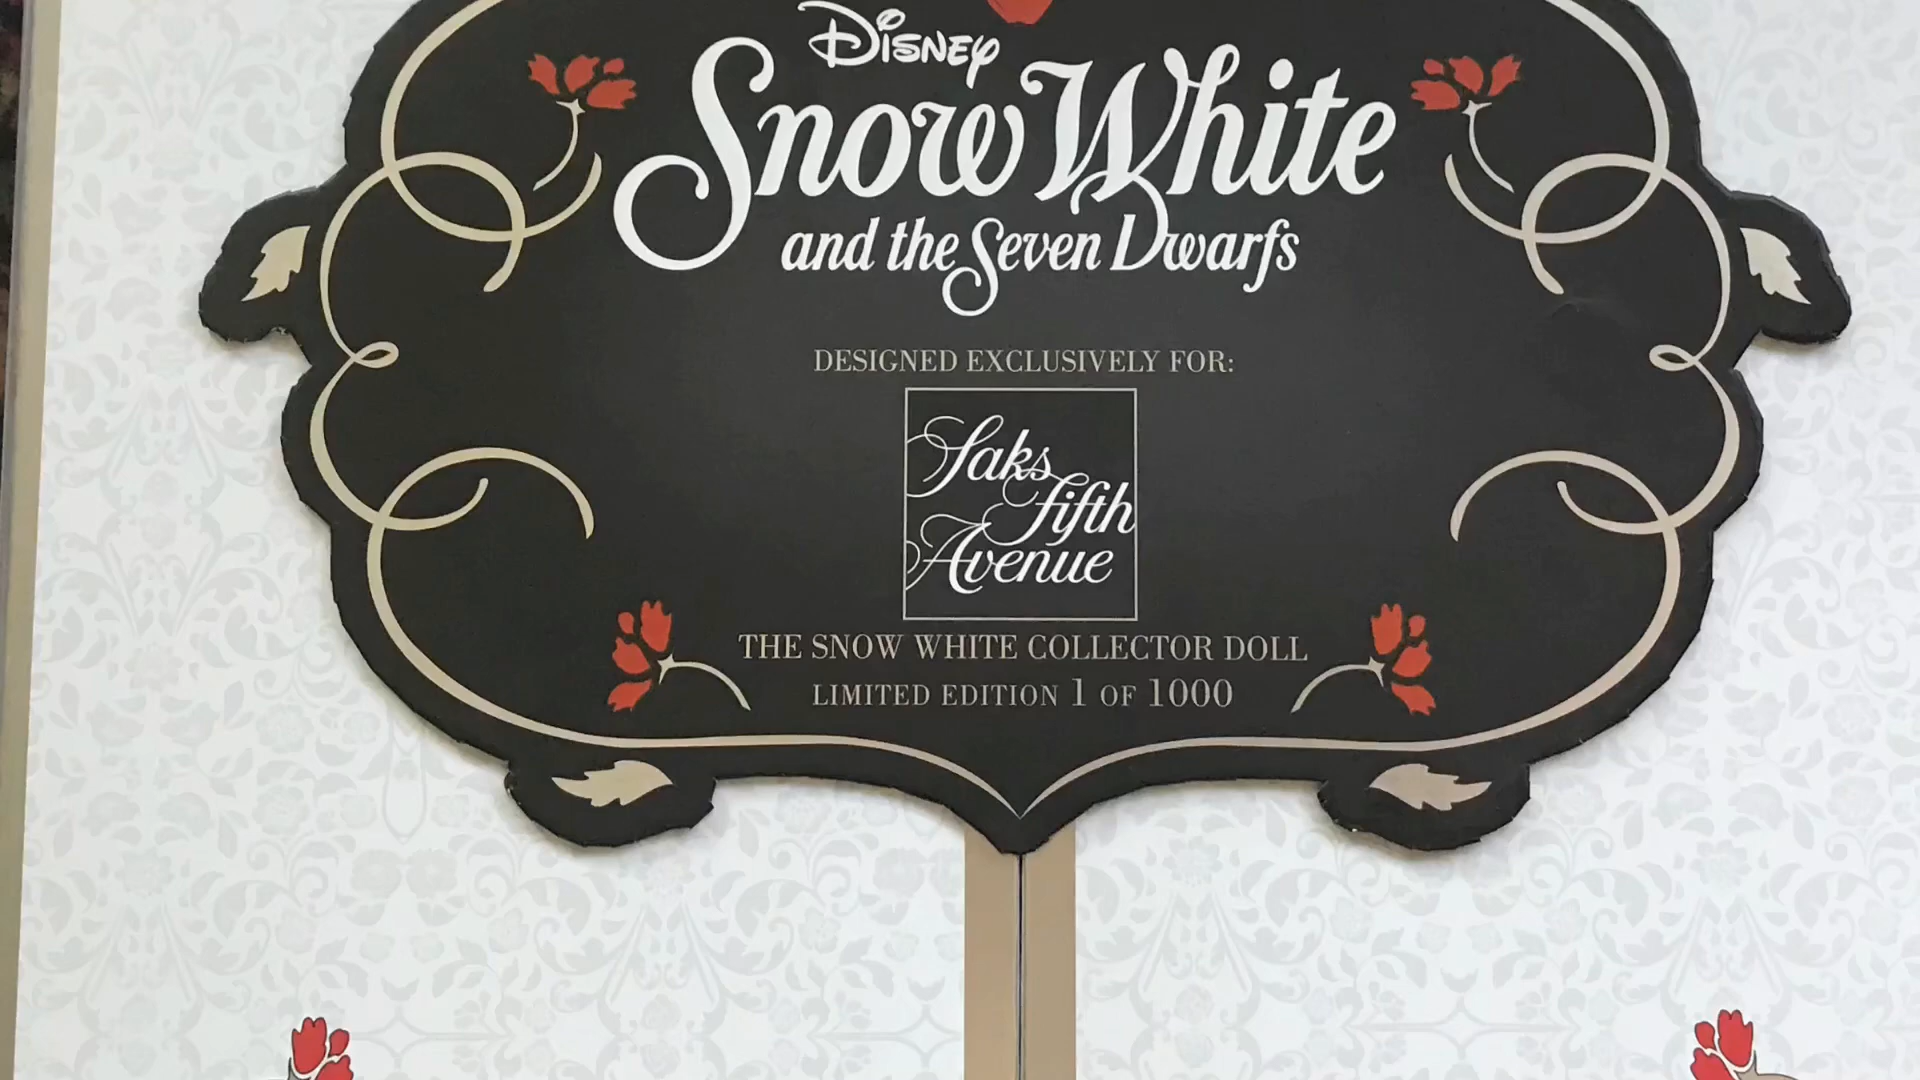 Disney
Snow White
and the Seven Dwarfs
DESIGNED EXCLUSIVELY FOR:
Saks
Fifth
Avenue
THE SNOW WHITE COLLECTOR DOLL
LIMITED EDITION 1 OF 1000